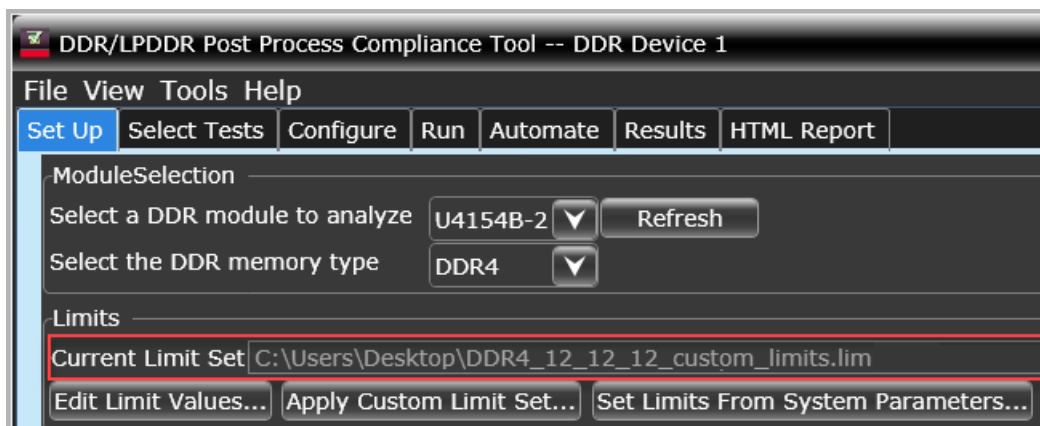 DDR/LPDDR Post Process Compliance Tool -- DDR Device 1
File View Tools Help
Set Up Select Tests Configure Run Automate Results HTML Report
ModuleSelection
Select a DDR module to analyze U4154B-2 Refresh
Select the DDR memory type DDR4
Limits
Current Limit Set C:\Users\Desktop\DDR4_12_12_12_custom_limits.lim
Edit Limit Values... Apply Custom Limit Set... Set Limits From System Parameters...